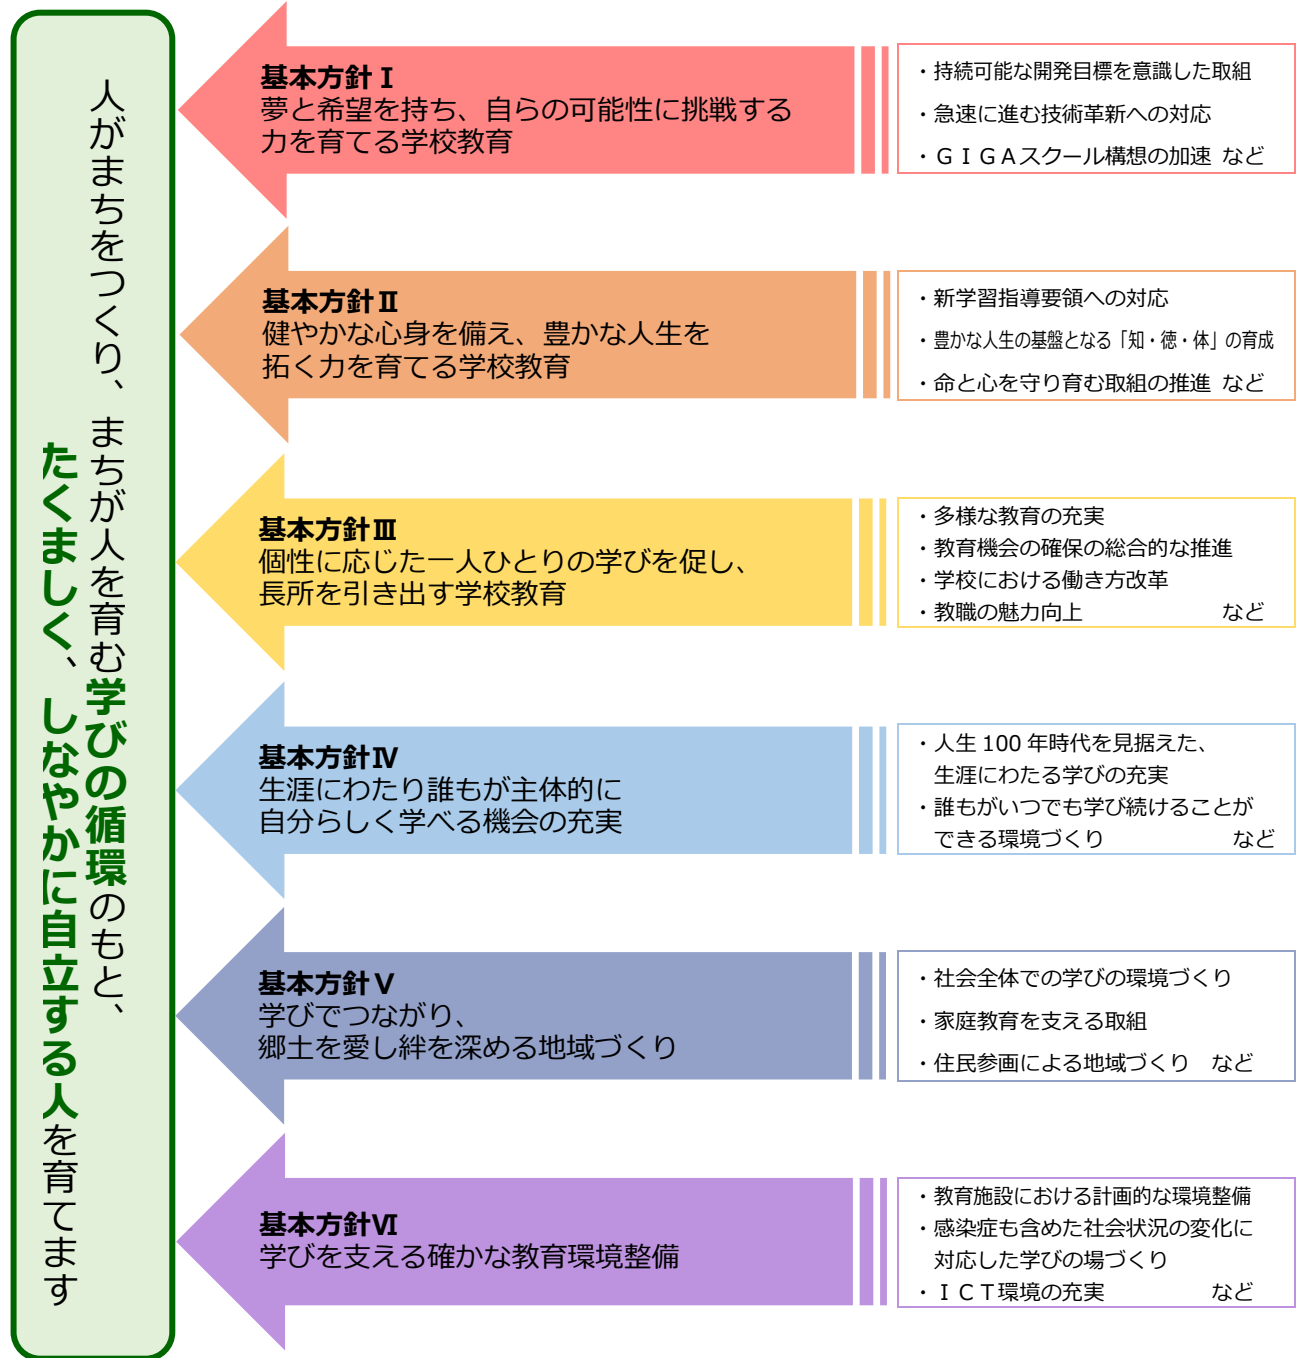 人がまちをつくり、まちが人を育む学びの循環のもと、
たくましく、しなやかに自立する人を育てます
基本方針Ⅰ
夢と希望を持ち、自らの可能性に挑戦する
力を育てる学校教育
・持続可能な開発目標を意識した取組
・急速に進む技術革新への対応
・ＧＩＧＡスクール構想の加速 など
基本方針Ⅱ
健やかな心身を備え、豊かな人生を
拓く力を育てる学校教育
・新学習指導要領への対応
・豊かな人生の基盤となる「知・徳・体」の育成
・命と心を守り育む取組の推進 など
基本方針Ⅲ
個性に応じた一人ひとりの学びを促し、
長所を引き出す学校教育
・多様な教育の充実
・教育機会の確保の総合的な推進
・学校における働き方改革
・教職の魅力向上 など
基本方針Ⅳ
生涯にわたり誰もが主体的に
自分らしく学べる機会の充実
・人生 100 年時代を見据えた、
生涯にわたる学びの充実
・誰もがいつでも学び続けることが
できる環境づくり など
基本方針Ⅴ
学びでつながり、
郷土を愛し絆を深める地域づくり
・社会全体での学びの環境づくり
・家庭教育を支える取組
・住民参画による地域づくり など
基本方針Ⅵ
学びを支える確かな教育環境整備
・教育施設における計画的な環境整備
・感染症も含めた社会状況の変化に
対応した学びの場づくり
・ＩＣＴ環境の充実 など